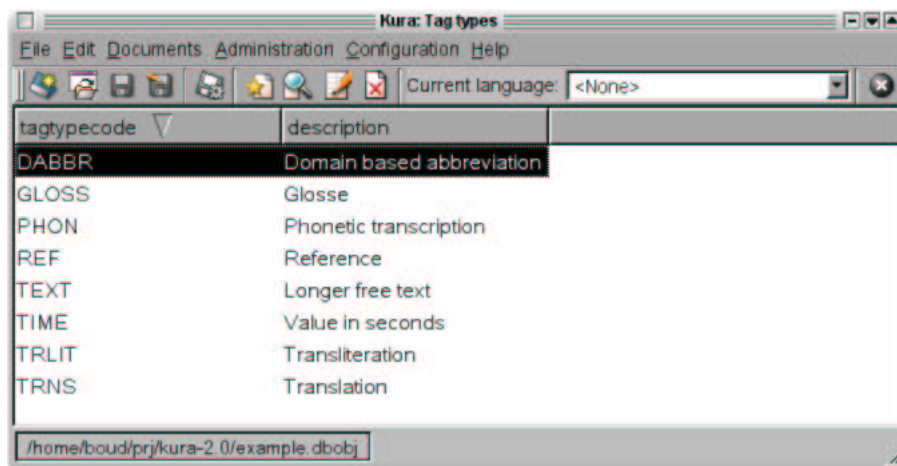 Kura: Tag types
File Edit Documents Administration Configuration Help
Current language: <None>
tagtypecode description
DABBR Domain based abbreviation
GLOSS Glosse
PHON Phonetic transcription
REF Reference
TEXT Longer free text
TIME Value in seconds
TRLIT Transliteration
TRNS Translation
/home/boud/prj/kura-2.0/example.dbobj